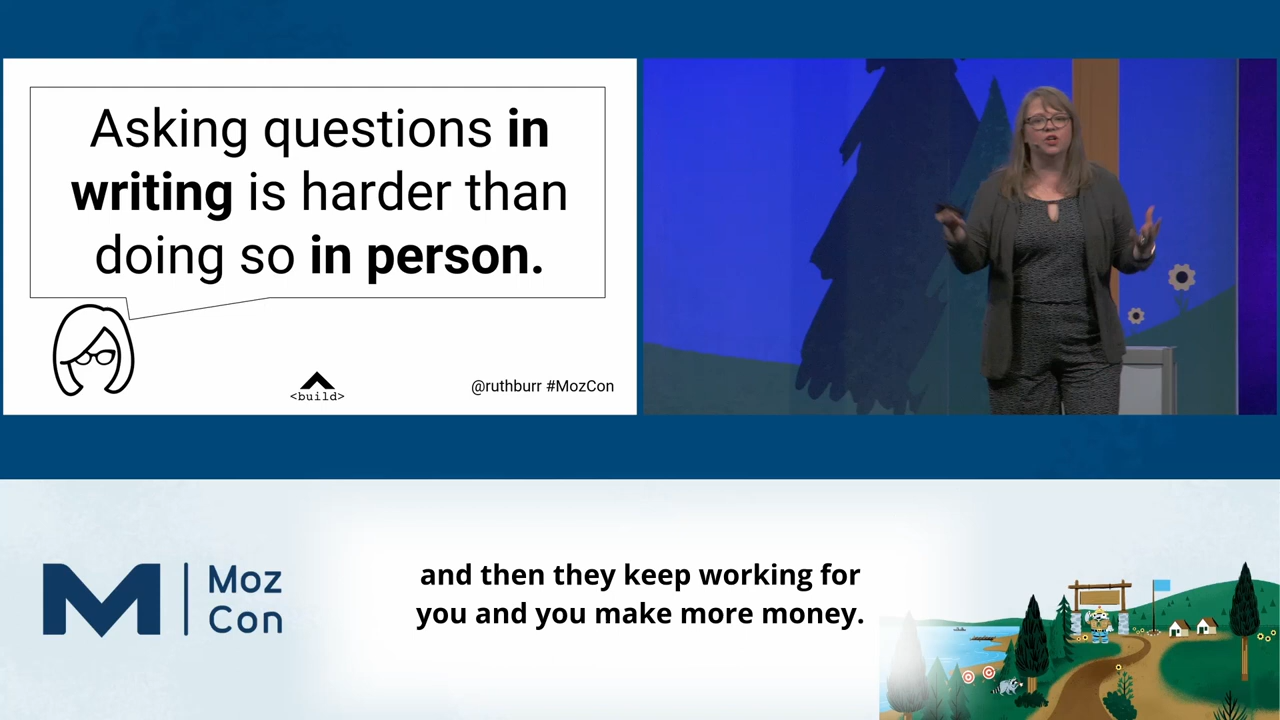 Asking questions in
writing is harder than
doing so in person.
<build>
@ruthburr #MozCon
Moz
Con
and then they keep working for
you and you make more money.